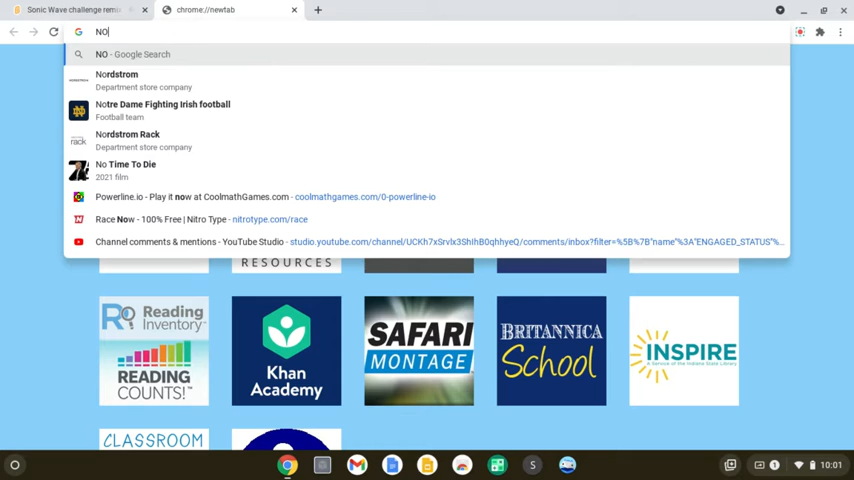 Sonic Wave challenge remix
chrome://newtab
NO
NO - Google Search
Nordstrom
Department store company
Notre Dame Fighting Irish football
Football team
Nordstrom Rack
Department store company
No Time To Die
2021 film
Powerline.io - Play it now at CoolmathGames.com - coolmathgames.com/0-powerline-io
Race Now - 100% Free | Nitro Type - nitrotype.com/race
Channel comments & mentions - YouTube Studio - studio.youtube.com/channel/UCKh7xSrvlx3ShIhB0qhhyeQ/comments/inbox?filter=%5B%7B"name"%3A"ENGAGED_STATUS"%...
RESOURCES
Reading Inventory
READING COUNTS!
Khan Academy
SAFARI MONTAGE
BRITANNICA School
INSPIRE
A Service of the Indiana State Library
CLASSROOM
S
1
10:01